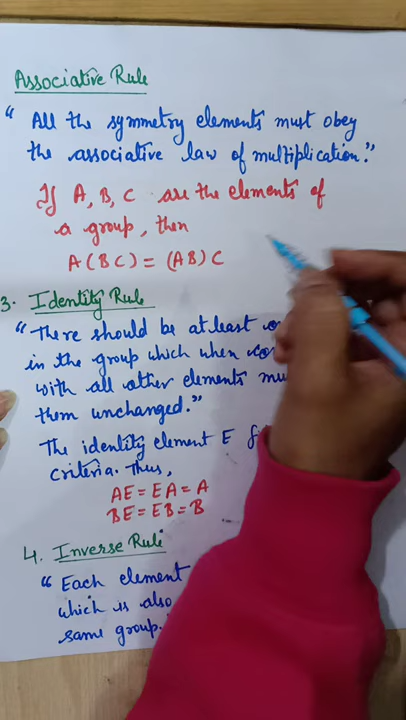 Associative Rule
" All the symmetry elements must obey
the associative law of multiplication."
If A, B, C are the elements of
a group, then
A(BC) = (AB)C
3. Identity Rule
"There should be atleast
in the group which when
with all other elements
them unchanged."
The identity element E
criteria. Thus,
AE = EA = A
BE = EB = B
4. Inverse Rule
" Each element
which is also
same group.